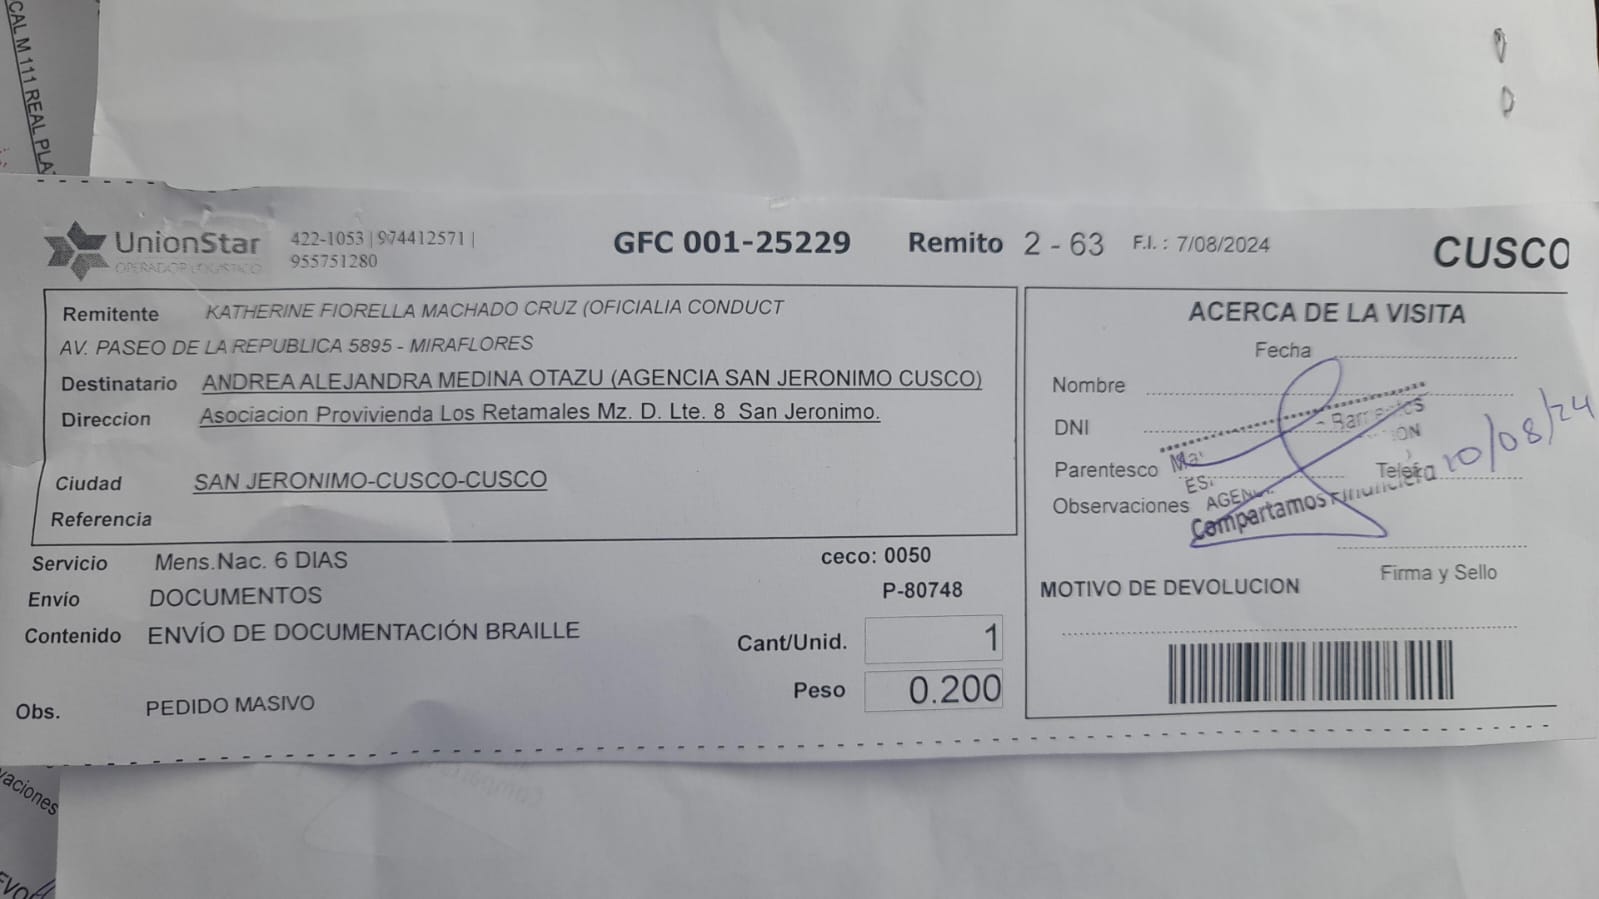 CAL M 111 REAL PLA
UnionStar
OPERADOR LOGISTICO
422-1053 | 974412571 |
955751280
GFC 001-25229
Remito 2 - 63
F.I. : 7/08/2024
CUSCO
Remitente KATHERINE FIORELLA MACHADO CRUZ (OFICIALIA CONDUCT
AV. PASEO DE LA REPUBLICA 5895 - MIRAFLORES
Destinatario ANDREA ALEJANDRA MEDINA OTAZU (AGENCIA SAN JERONIMO CUSCO)
Direccion Asociacion Provivienda Los Retamales Mz. D. Lte. 8 San Jeronimo.
Ciudad SAN JERONIMO-CUSCO-CUSCO
Referencia
Servicio Mens.Nac. 6 DIAS
ceco: 0050
Envío DOCUMENTOS
P-80748
Contenido ENVÍO DE DOCUMENTACIÓN BRAILLE
Cant/Unid. 1
Peso 0.200
Obs. PEDIDO MASIVO
ACERCA DE LA VISITA
Fecha
Nombre
DNI
Barrientos
Parentesco
10/08/24
Observaciones
Compartamos Financiera
Firma y Sello
MOTIVO DE DEVOLUCION
vaciones